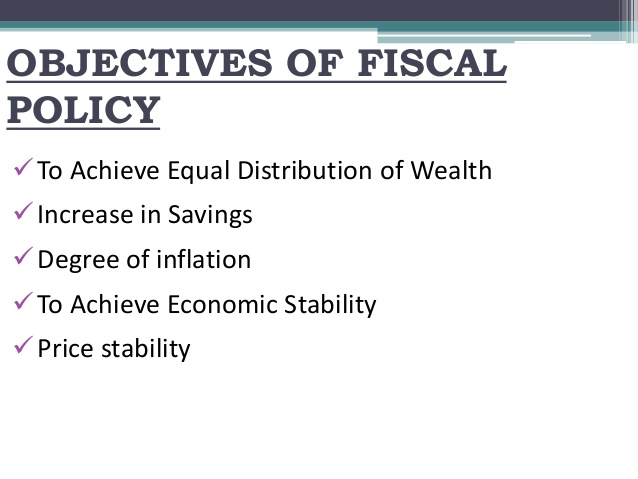 OBJECTIVES OF FISCAL
POLICY
To Achieve Equal Distribution of Wealth
Increase in Savings
Degree of inflation
To Achieve Economic Stability
Price stability